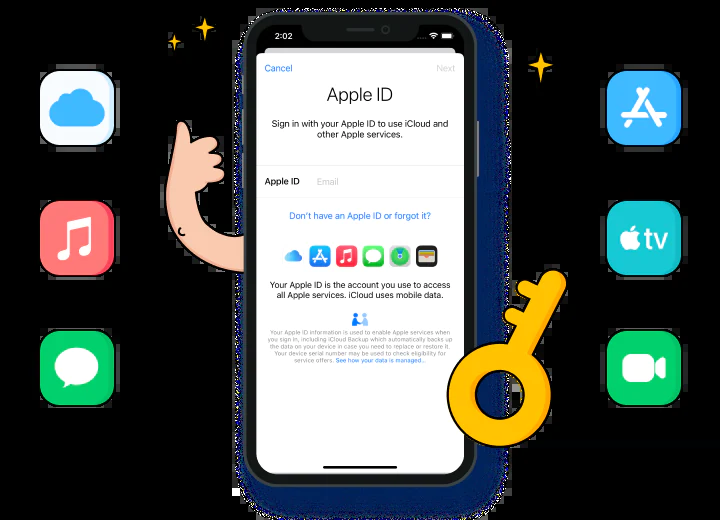 2:02
Cancel
Next
Apple ID
Sign in with your Apple ID to use iCloud and
other Apple services.
Apple ID
Email
Don't have an Apple ID or forgot it?
tv
Your Apple ID is the account you use to access
all Apple services. iCloud uses mobile data.
Your Apple ID information is used to enable Apple services when
you sign in, including iCloud Backup which automatically backs up
the data on your device in case you need to replace or restore it.
Your device serial number may be used to check eligibility for
service offers. See how your data is managed...